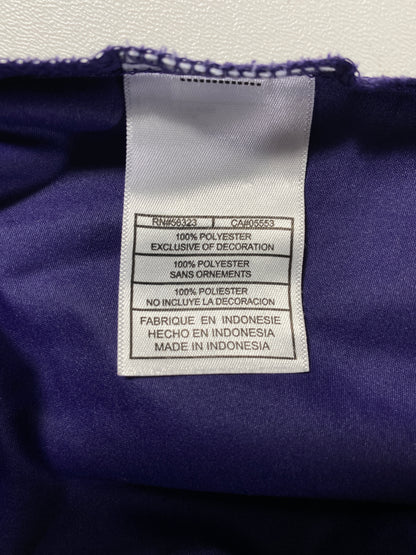 RN#56323 CA#05553
100% POLYESTER
EXCLUSIVE OF DECORATION
100% POLYESTER
SANS ORNEMENTS
100% POLIESTER
NO INCLUYE LA DECORACION
FABRIQUE EN INDONESIE
HECHO EN INDONESIA
MADE IN INDONESIA